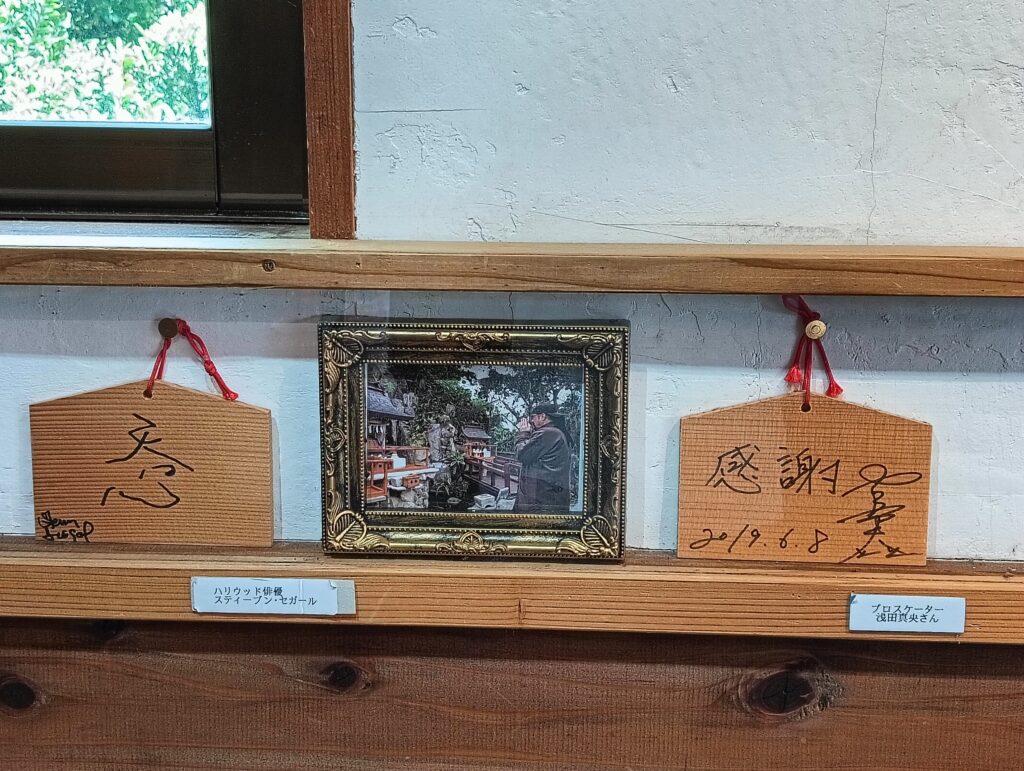 感謝
2019.6.8
ハリウッド俳優
スティーブン・セガール
プロスケーター
浅田真央さん